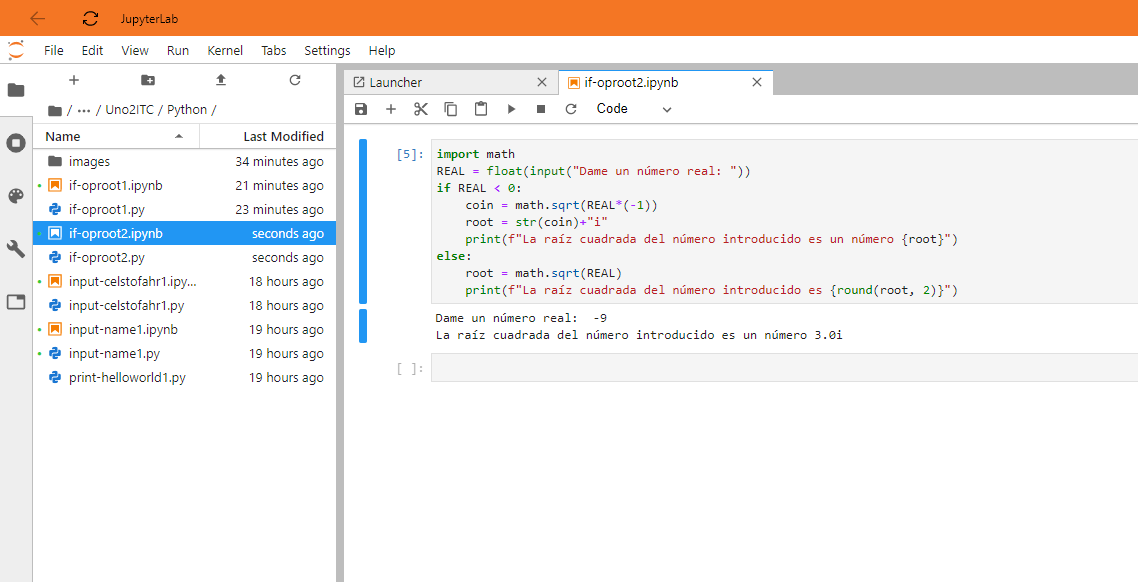 JupyterLab
File Edit View Run Kernel Tabs Settings Help
/ ··· / Uno2ITC / Python /
Name Last Modified
images 34 minutes ago
if-oproot1.ipynb 21 minutes ago
if-oproot1.py 23 minutes ago
if-oproot2.ipynb seconds ago
if-oproot2.py seconds ago
input-celstofahr1.ipy... 18 hours ago
input-celstofahr1.py 18 hours ago
input-name1.ipynb 19 hours ago
input-name1.py 19 hours ago
print-helloworld1.py 19 hours ago
Launcher
if-oproot2.ipynb
Code
[5]:
import math
REAL = float(input("Dame un número real: "))
if REAL < 0:
    coin = math.sqrt(REAL*(-1))
    root = str(coin)+"i"
    print(f"La raíz cuadrada del número introducido es un número {root}")
else:
    root = math.sqrt(REAL)
    print(f"La raíz cuadrada del número introducido es {round(root, 2)}")
Dame un número real:  -9
La raíz cuadrada del número introducido es un número 3.0i
[ ]: